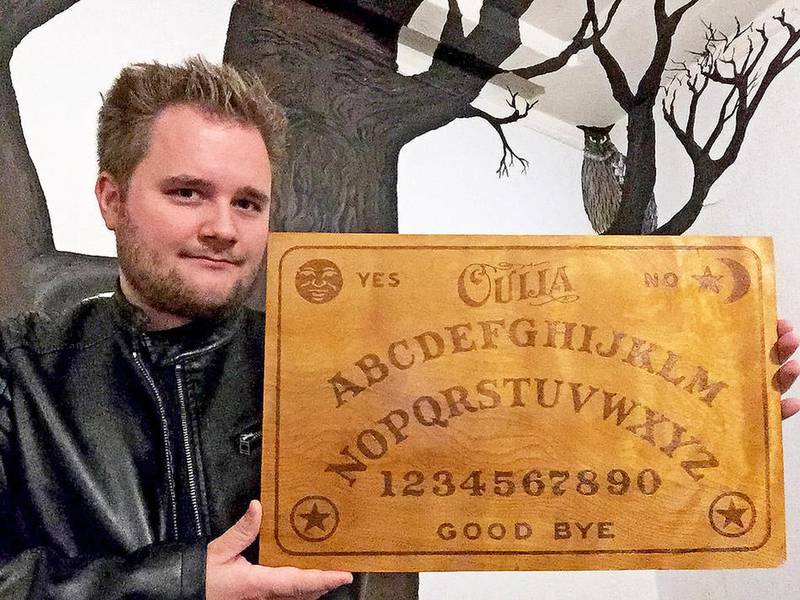 YES OUIJA NO
ABCDEFGHIJKLM
NOPQRSTUVWXYZ
1234567890
GOOD BYE